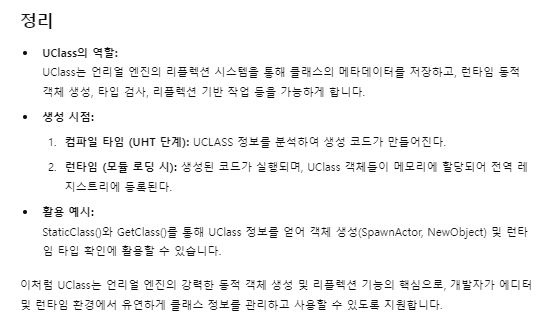 정리
• UClass의 역할:
UClass는 언리얼 엔진의 리플렉션 시스템을 통해 클래스의 메타데이터를 저장하고, 런타임 동적
객체 생성, 타입 검사, 리플렉션 기반 작업 등을 가능하게 합니다.
• 생성 시점:
1. 컴파일 타임 (UHT 단계): UCLASS 정보를 분석하여 생성 코드가 만들어진다.
2. 런타임 (모듈 로딩 시): 생성된 코드가 실행되며, UClass 객체들이 메모리에 할당되어 전역 레
지스트리에 등록된다.
• 활용 예시:
StaticClass()와 GetClass()를 통해 UClass 정보를 얻어 객체 생성(SpawnActor, NewObject) 및 런타
임 타입 확인에 활용할 수 있습니다.
이처럼 UClass는 언리얼 엔진의 강력한 동적 객체 생성 및 리플렉션 기능의 핵심으로, 개발자가 에디터
및 런타임 환경에서 유연하게 클래스 정보를 관리하고 사용할 수 있도록 지원합니다.